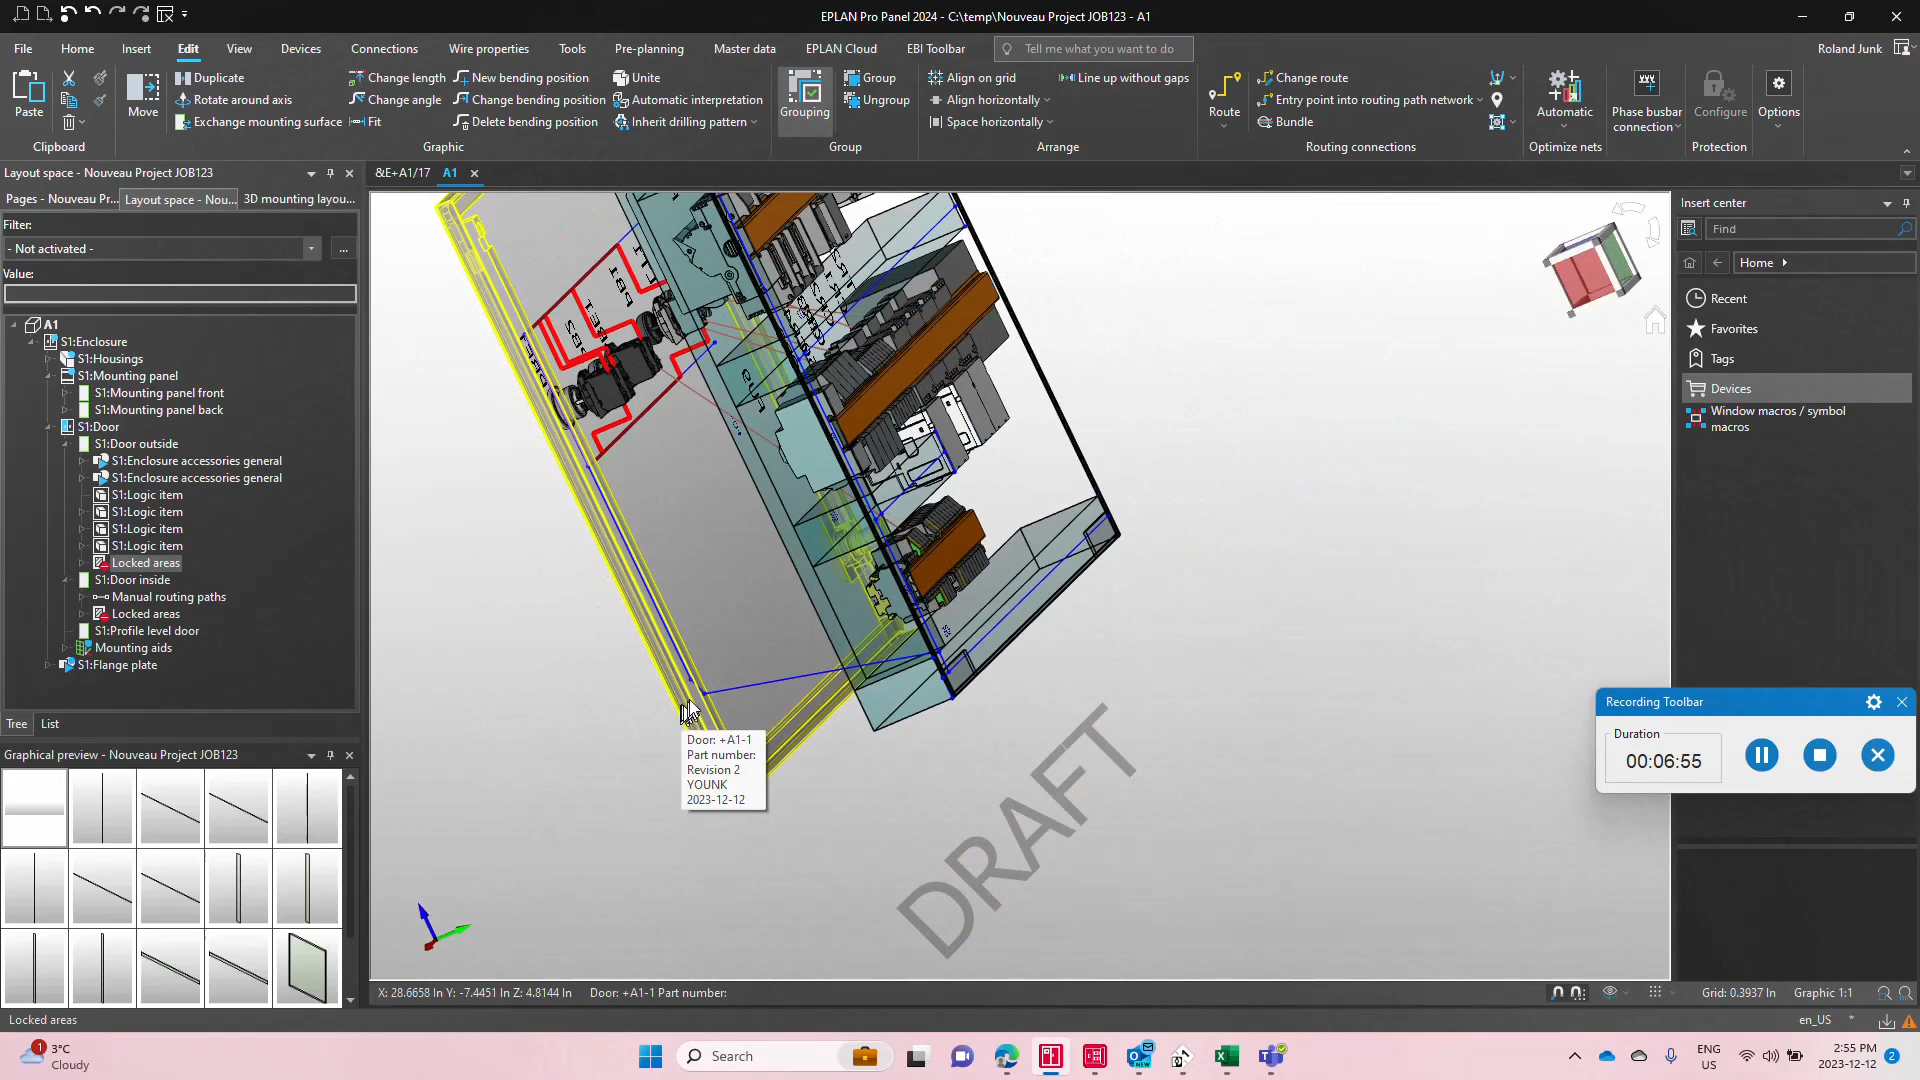 EPLAN Pro Panel 2024 - C:\temp\Nouveau Project JOB123 - A1
File Home Insert Edit View Devices Connections Wire properties Tools Pre-planning Master data EPLAN Cloud EBI Toolbar Tell me what you want to do Roland Junk
Paste
Clipboard
Move
Duplicate
Rotate around axis
Exchange mounting surface
Change length
Change angle
Fit
New bending position
Change bending position
Delete bending position
Unite
Automatic interpretation
Inherit drilling pattern
Graphic
Grouping
Group
Ungroup
Group
Align on grid
Align horizontally
Space horizontally
Line up without gaps
Arrange
Route
Change route
Entry point into routing path network
Bundle
Routing connections
Automatic
Optimize nets
Phase busbar
connection
Configure
Protection
Options
Layout space - Nouveau Project JOB123
Pages - Nouveau Pr... Layout space - Nou... 3D mounting layou...
Filter:
- Not activated -
...
Value:
A1
S1:Enclosure
S1:Housings
S1:Mounting panel
S1:Mounting panel front
S1:Mounting panel back
S1:Door
S1:Door outside
S1:Enclosure accessories general
S1:Enclosure accessories general
S1:Logic item
S1:Logic item
S1:Logic item
S1:Logic item
Locked areas
S1:Door inside
Manual routing paths
Locked areas
S1:Profile level door
Mounting aids
S1:Flange plate
Tree List
Graphical preview - Nouveau Project JOB123
&E+A1/17 A1
Door: +A1-1
Part number:
Revision 2
YOUNK
2023-12-12
DRAFT
Insert center
Find
Home
Recent
Favorites
Tags
Devices
Window macros / symbol
macros
Recording Toolbar
Duration
00:06:55
X: 28.6658 In Y: -7.4451 In Z: 4.8144 In Door: +A1-1 Part number:
Grid: 0.3937 In Graphic 1:1
Locked areas
en_US *
1
3°C
Cloudy
Search
NEW
ENG
US
2:55 PM
2023-12-12
2